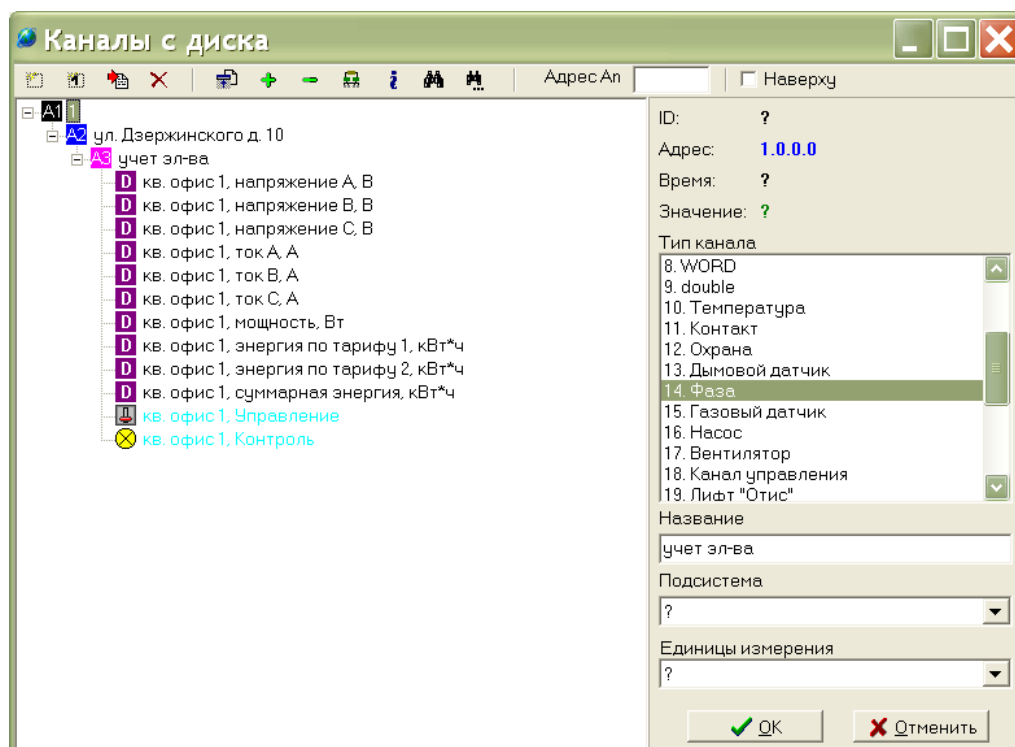 Каналы с диска
Адрес An
Наверху
A1 1
A2 ул. Дзержинского д. 10
A3 учет эл-ва
D кв. офис 1, напряжение А, В
D кв. офис 1, напряжение В, В
D кв. офис 1, напряжение С, В
D кв. офис 1, ток А, А
D кв. офис 1, ток В, А
D кв. офис 1, ток С, А
D кв. офис 1, мощность, Вт
D кв. офис 1, энергия по тарифу 1, кВт*ч
D кв. офис 1, энергия по тарифу 2, кВт*ч
D кв. офис 1, суммарная энергия, кВт*ч
кв. офис 1, Управление
кв. офис 1, Контроль
ID: ?
Адрес: 1.0.0.0
Время: ?
Значение: ?
Тип канала
8. WORD
9. double
10. Температура
11. Контакт
12. Охрана
13. Дымовой датчик
14. Фаза
15. Газовый датчик
16. Насос
17. Вентилятор
18. Канал управления
19. Лифт "Отис"
Название
учет эл-ва
Подсистема
?
Единицы измерения
?
OK
Отменить